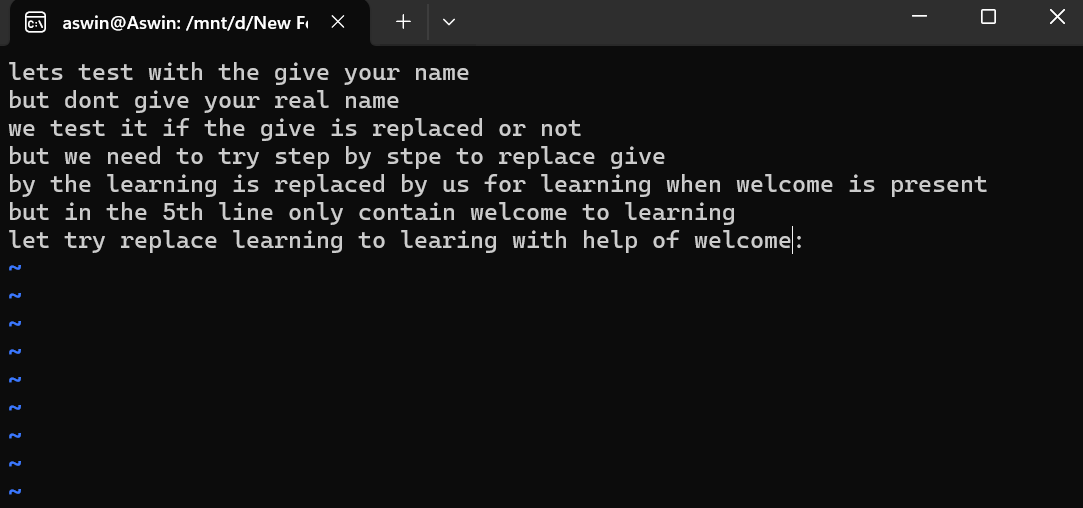 aswin@Aswin: /mnt/d/New F
lets test with the give your name
but dont give your real name
we test it if the give is replaced or not
but we need to try step by stpe to replace give
by the learning is replaced by us for learning when welcome is present
but in the 5th line only contain welcome to learning
let try replace learning to learing with help of welcome:
~
~
~
~
~
~
~
~
~